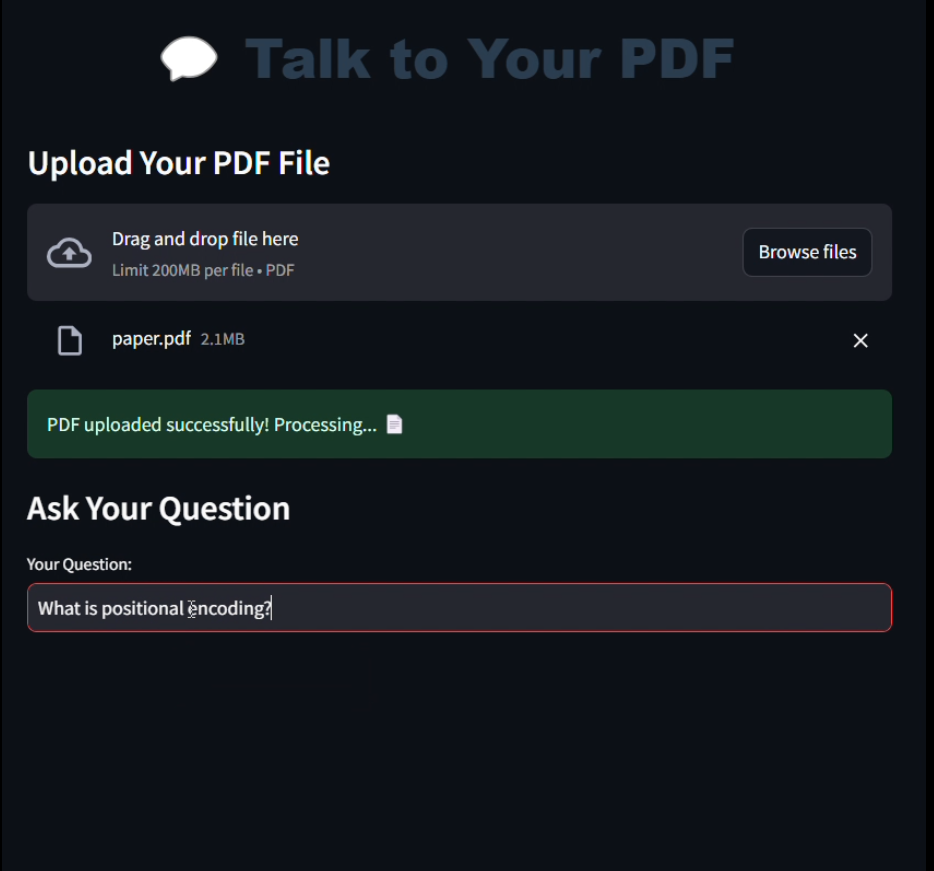 Talk to Your PDF
Upload Your PDF File
Drag and drop file here
Limit 200MB per file • PDF
Browse files
paper.pdf 2.1MB
PDF uploaded successfully! Processing...
Ask Your Question
Your Question:
What is positional encoding?